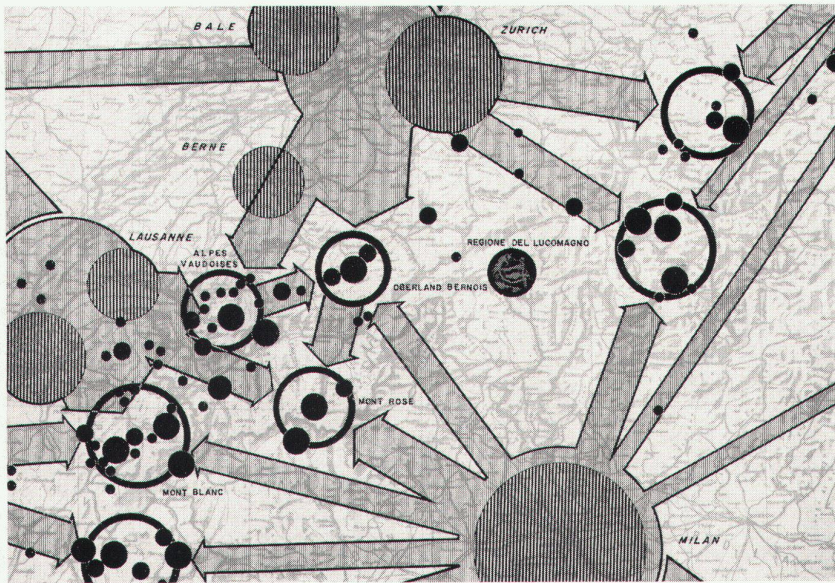 BALE
ZURICH
BERNE
LAUSANNE
ALPES
VAUDOISES
REGIONE DEL LUCOMAGNO
OBERLAND BERNOIS
MONT ROSE
MONT BLANC
MILAN